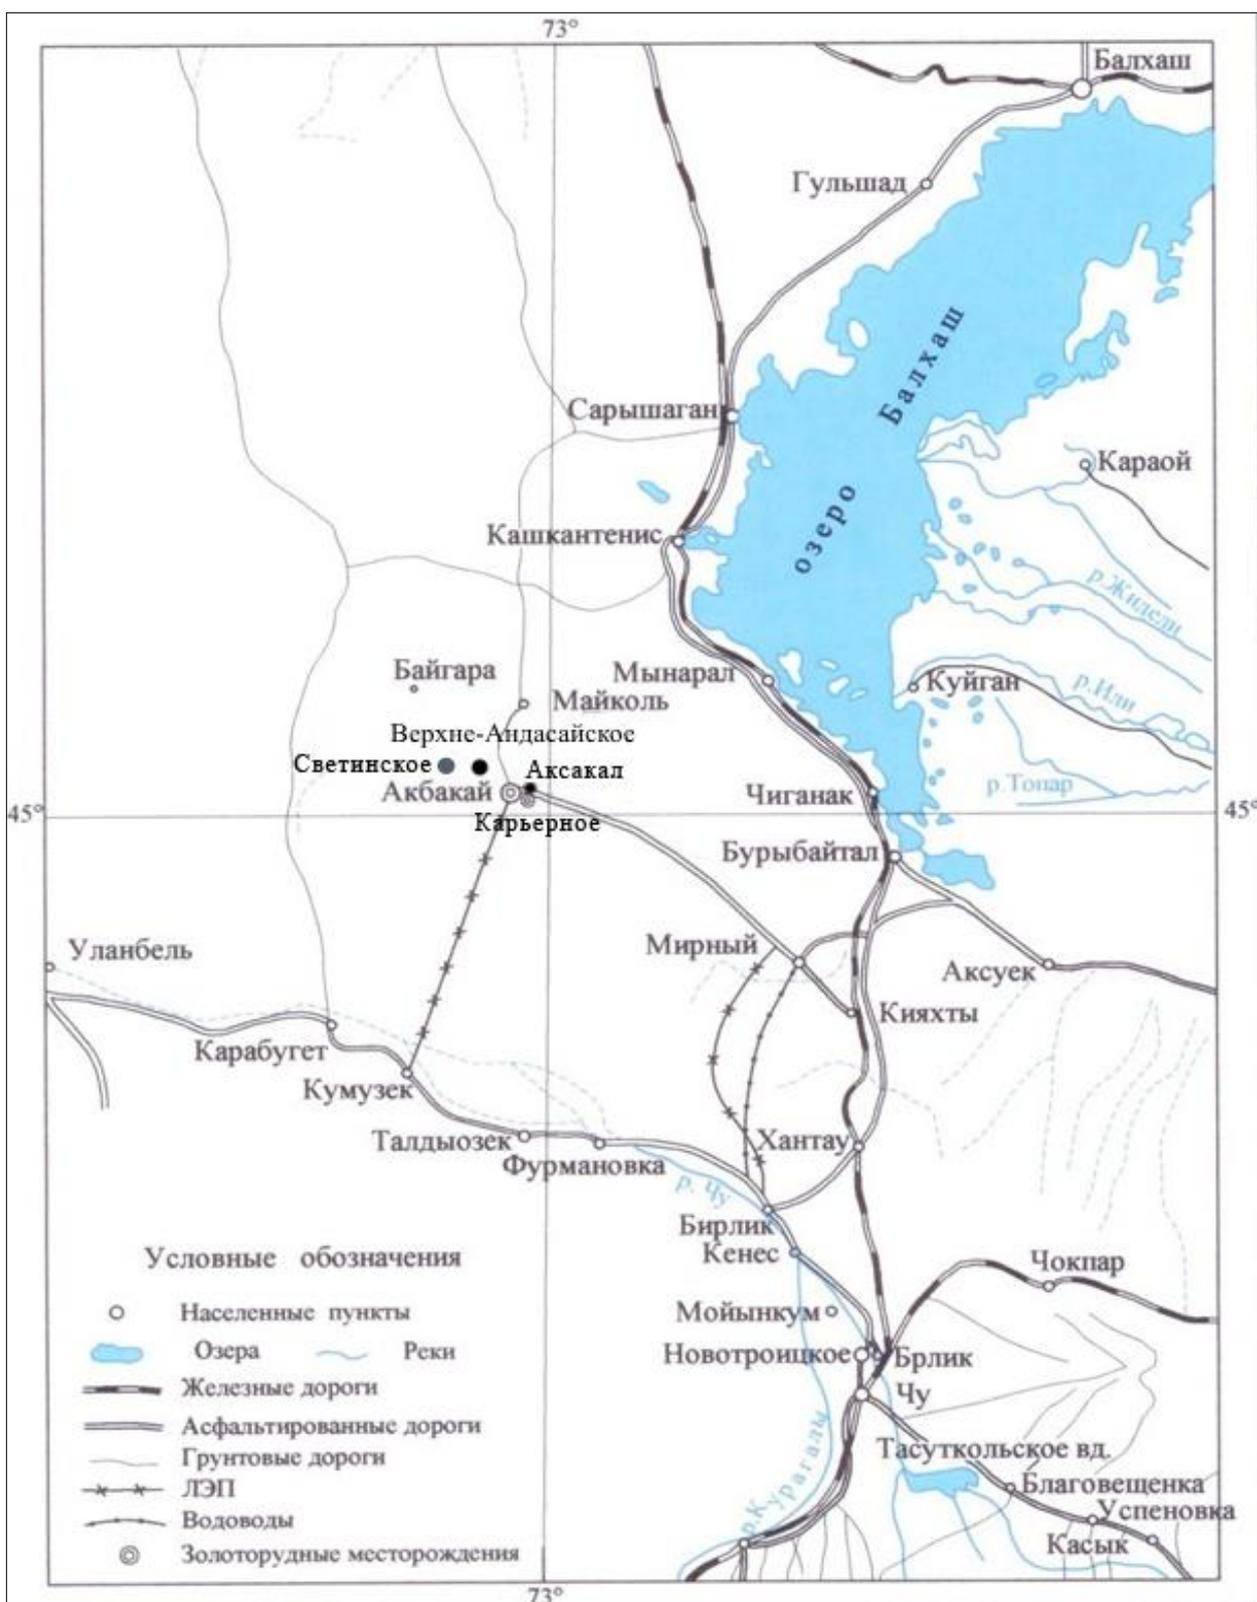 73°
Балхаш
Гульшад
озеро Балхаш
Сарышаган
Караой
Кашкантенис
р.Жидели
Байгара
Мынарал
Куйган
р.Или
Майколь
Верхне-Андасайское
Светинское
Аксакал
Акбакай
р.Топар
Чиганак
45°
45°
Карьерное
Бурыбайтал
Уланбель
Мирный
Аксуек
Кияхты
Карабугет
Кумузек
Талдыозек
Хантау
Фурмановка
р. Чу
Бирлик
Кенес
Чокпар
Мойынкум
Новотроицкое
Брлик
Чу
Тасуткольское вд.
р.Курагалы
Благовещенка
Успеновка
Касык
Условные обозначения
Населенные пункты
Озера Реки
Железные дороги
Асфальтированные дороги
Грунтовые дороги
ЛЭП
Водоводы
Золоторудные месторождения
73°